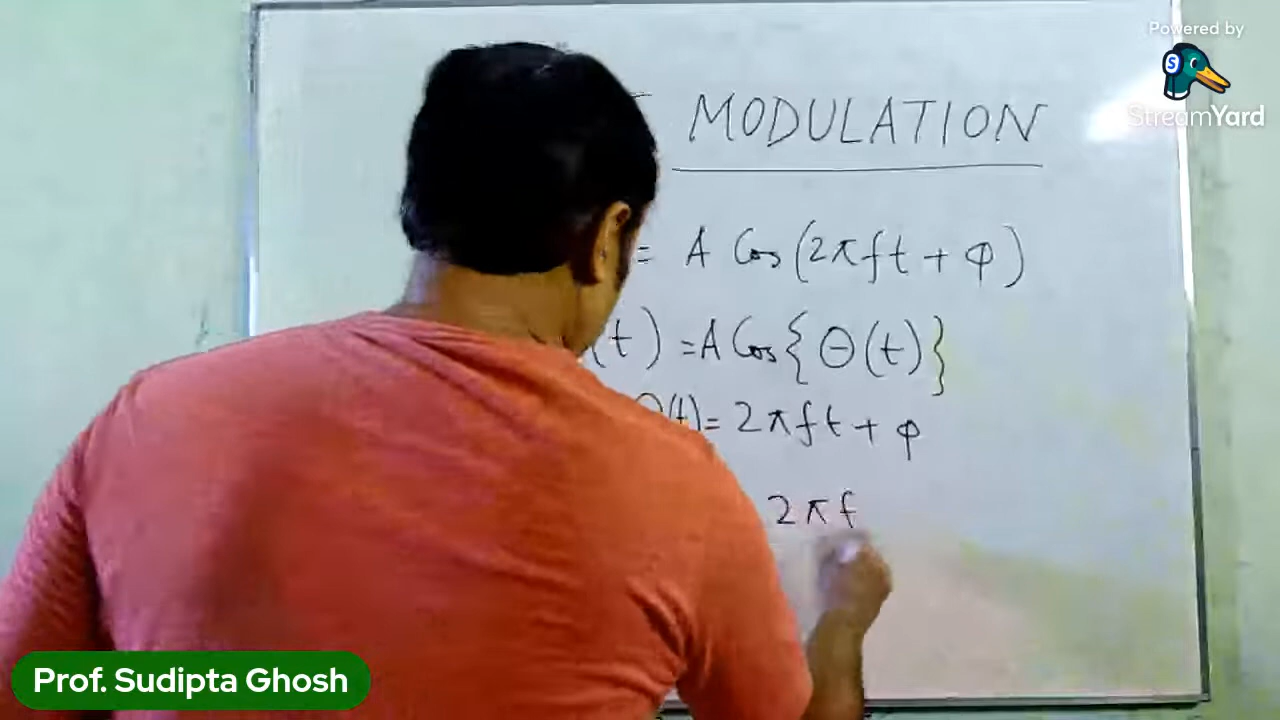 Powered by
StreamYard
MODULATION
= A Cos(2πft + φ)
(t) = A Cos{θ(t)}
θ(t) = 2πft + φ
2πf
Prof. Sudipta Ghosh